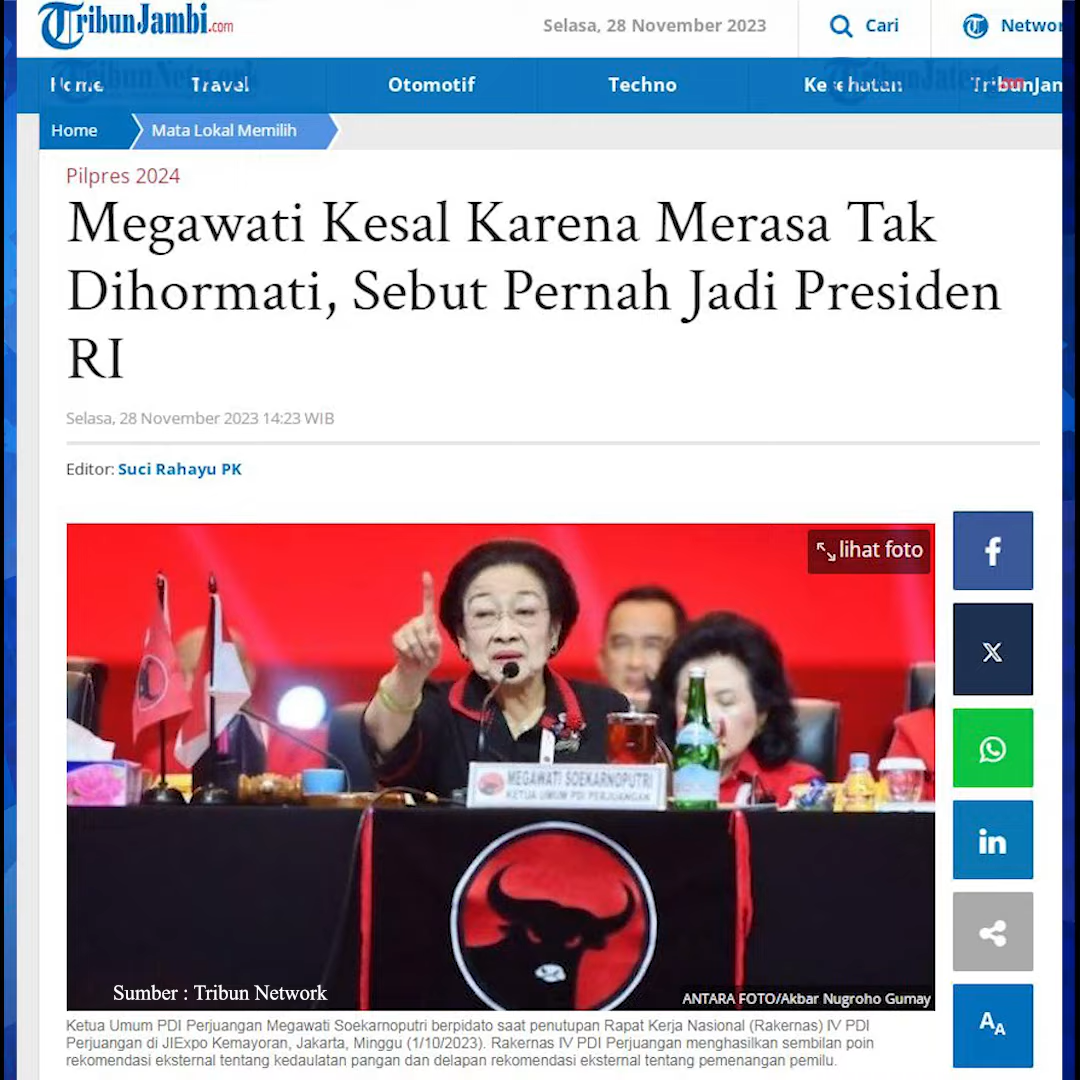 TribunJambi.com
Selasa, 28 November 2023
Cari
Networ
Home Travel Otomotif Techno Kesehatan TribunJam
Home
Mata Lokal Memilih
Pilpres 2024
Megawati Kesal Karena Merasa Tak
Dihormati, Sebut Pernah Jadi Presiden
RI
Selasa, 28 November 2023 14:23 WIB
Editor: Suci Rahayu PK
lihat foto
MEGAWATI SOEKARNOPUTRI
KETUA UMUM PDI PERJUANGAN
Sumber : Tribun Network
ANTARA FOTO/Akbar Nugroho Gumay
Ketua Umum PDI Perjuangan Megawati Soekarnoputri berpidato saat penutupan Rapat Kerja Nasional (Rakernas) IV PDI
Perjuangan di JIExpo Kemayoran, Jakarta, Minggu (1/10/2023). Rakernas IV PDI Perjuangan menghasilkan sembilan poin
rekomendasi eksternal tentang kedaulatan pangan dan delapan rekomendasi eksternal tentang pemenangan pemilu.
f
X
in
AA